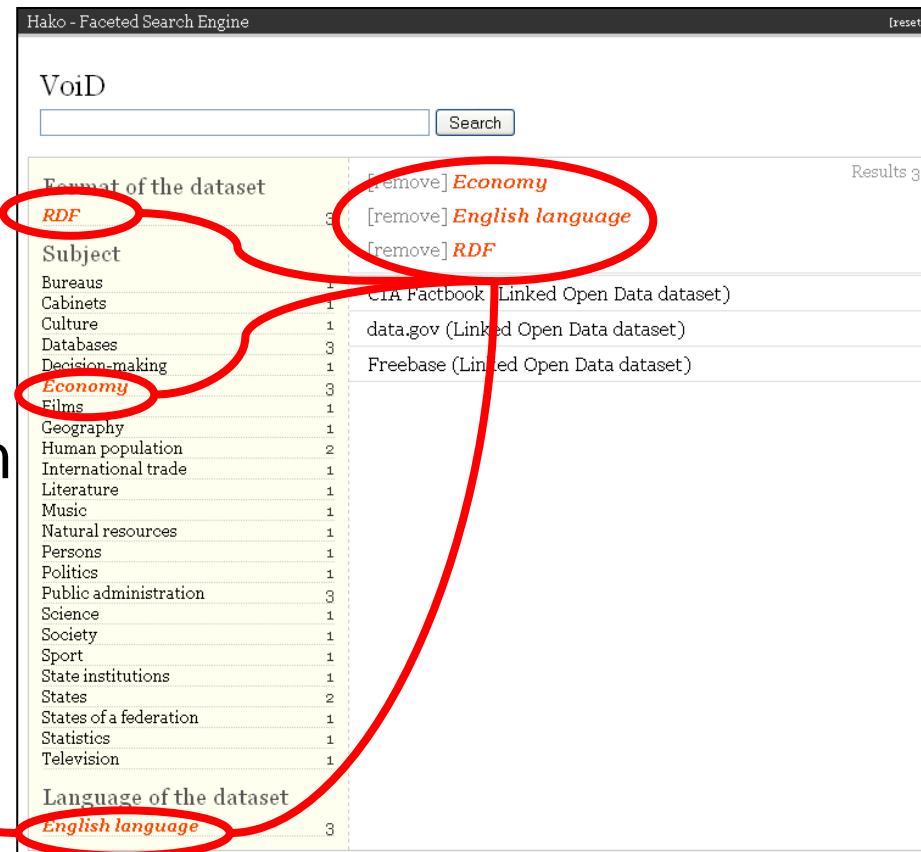 Hako - Faceted Search Engine
[reset
VoiD
Search
Format of the dataset
RDF 3
Subject
Bureaus 1
Cabinets 1
Culture 1
Databases 3
Decision-making 1
Economy 3
Films 1
Geography 1
Human population 2
International trade 1
Literature 1
Music 1
Natural resources 1
Persons 1
Politics 1
Public administration 3
Science 1
Society 1
Sport 1
State institutions 1
States 2
States of a federation 1
Statistics 1
Television 1
Language of the dataset
English language 3
[remove] Economy
[remove] English language
[remove] RDF
Results 3
CIA Factbook (Linked Open Data dataset)
data.gov (Linked Open Data dataset)
Freebase (Linked Open Data dataset)
n